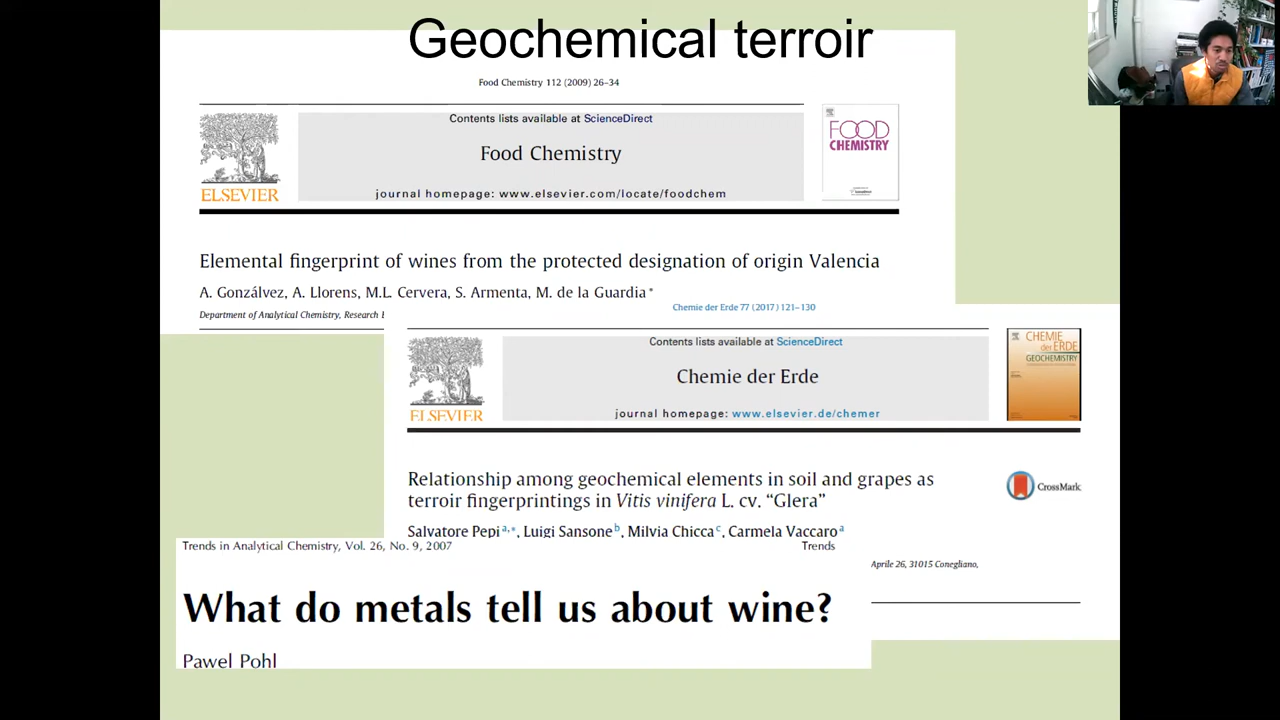 Geochemical terroir
Food Chemistry 112 (2009) 26–34
Contents lists available at ScienceDirect
Food Chemistry
journal homepage: www.elsevier.com/locate/foodchem
ELSEVIER
FOOD
CHEMISTRY
Elemental fingerprint of wines from the protected designation of origin Valencia
A. Gonzálvez, A. Llorens, M.L. Cervera, S. Armenta, M. de la Guardia *
Department of Analytical Chemistry, Research
Chemie der Erde 77 (2017) 121–130
Contents lists available at ScienceDirect
Chemie der Erde
journal homepage: www.elsevier.de/chemer
ELSEVIER
CHEMIE
der ERDE
GEOCHEMISTRY
Relationship among geochemical elements in soil and grapes as
terroir fingerprintings in Vitis vinifera L. cv. “Glera”
CrossMark
Salvatore Pepi a,*, Luigi Sansone b, Milvia Chicca c, Carmela Vaccaro a
Aprile 26, 31015 Conegliano,
Trends in Analytical Chemistry, Vol. 26, No. 9, 2007
Trends
What do metals tell us about wine?
Pawel Pohl